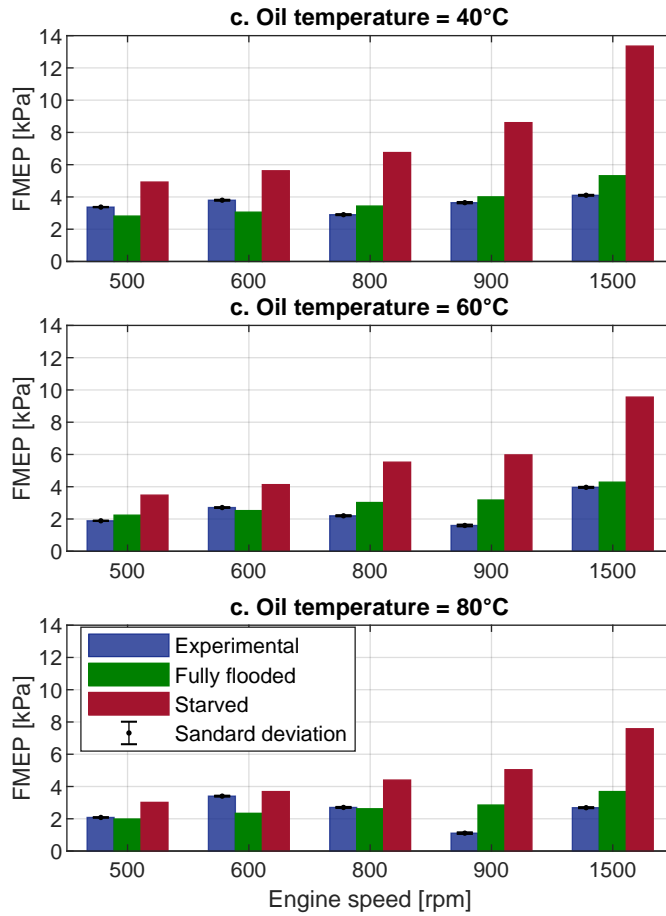 c. Oil temperature = 40°C
FMEP [kPa]
14
12
10
8
6
4
2
0
500 600 800 900 1500
c. Oil temperature = 60°C
FMEP [kPa]
14
12
10
8
6
4
2
0
500 600 800 900 1500
c. Oil temperature = 80°C
FMEP [kPa]
14
12
10
8
6
4
2
0
Experimental
Fully flooded
Starved
Sandard deviation
500 600 800 900 1500
Engine speed [rpm]